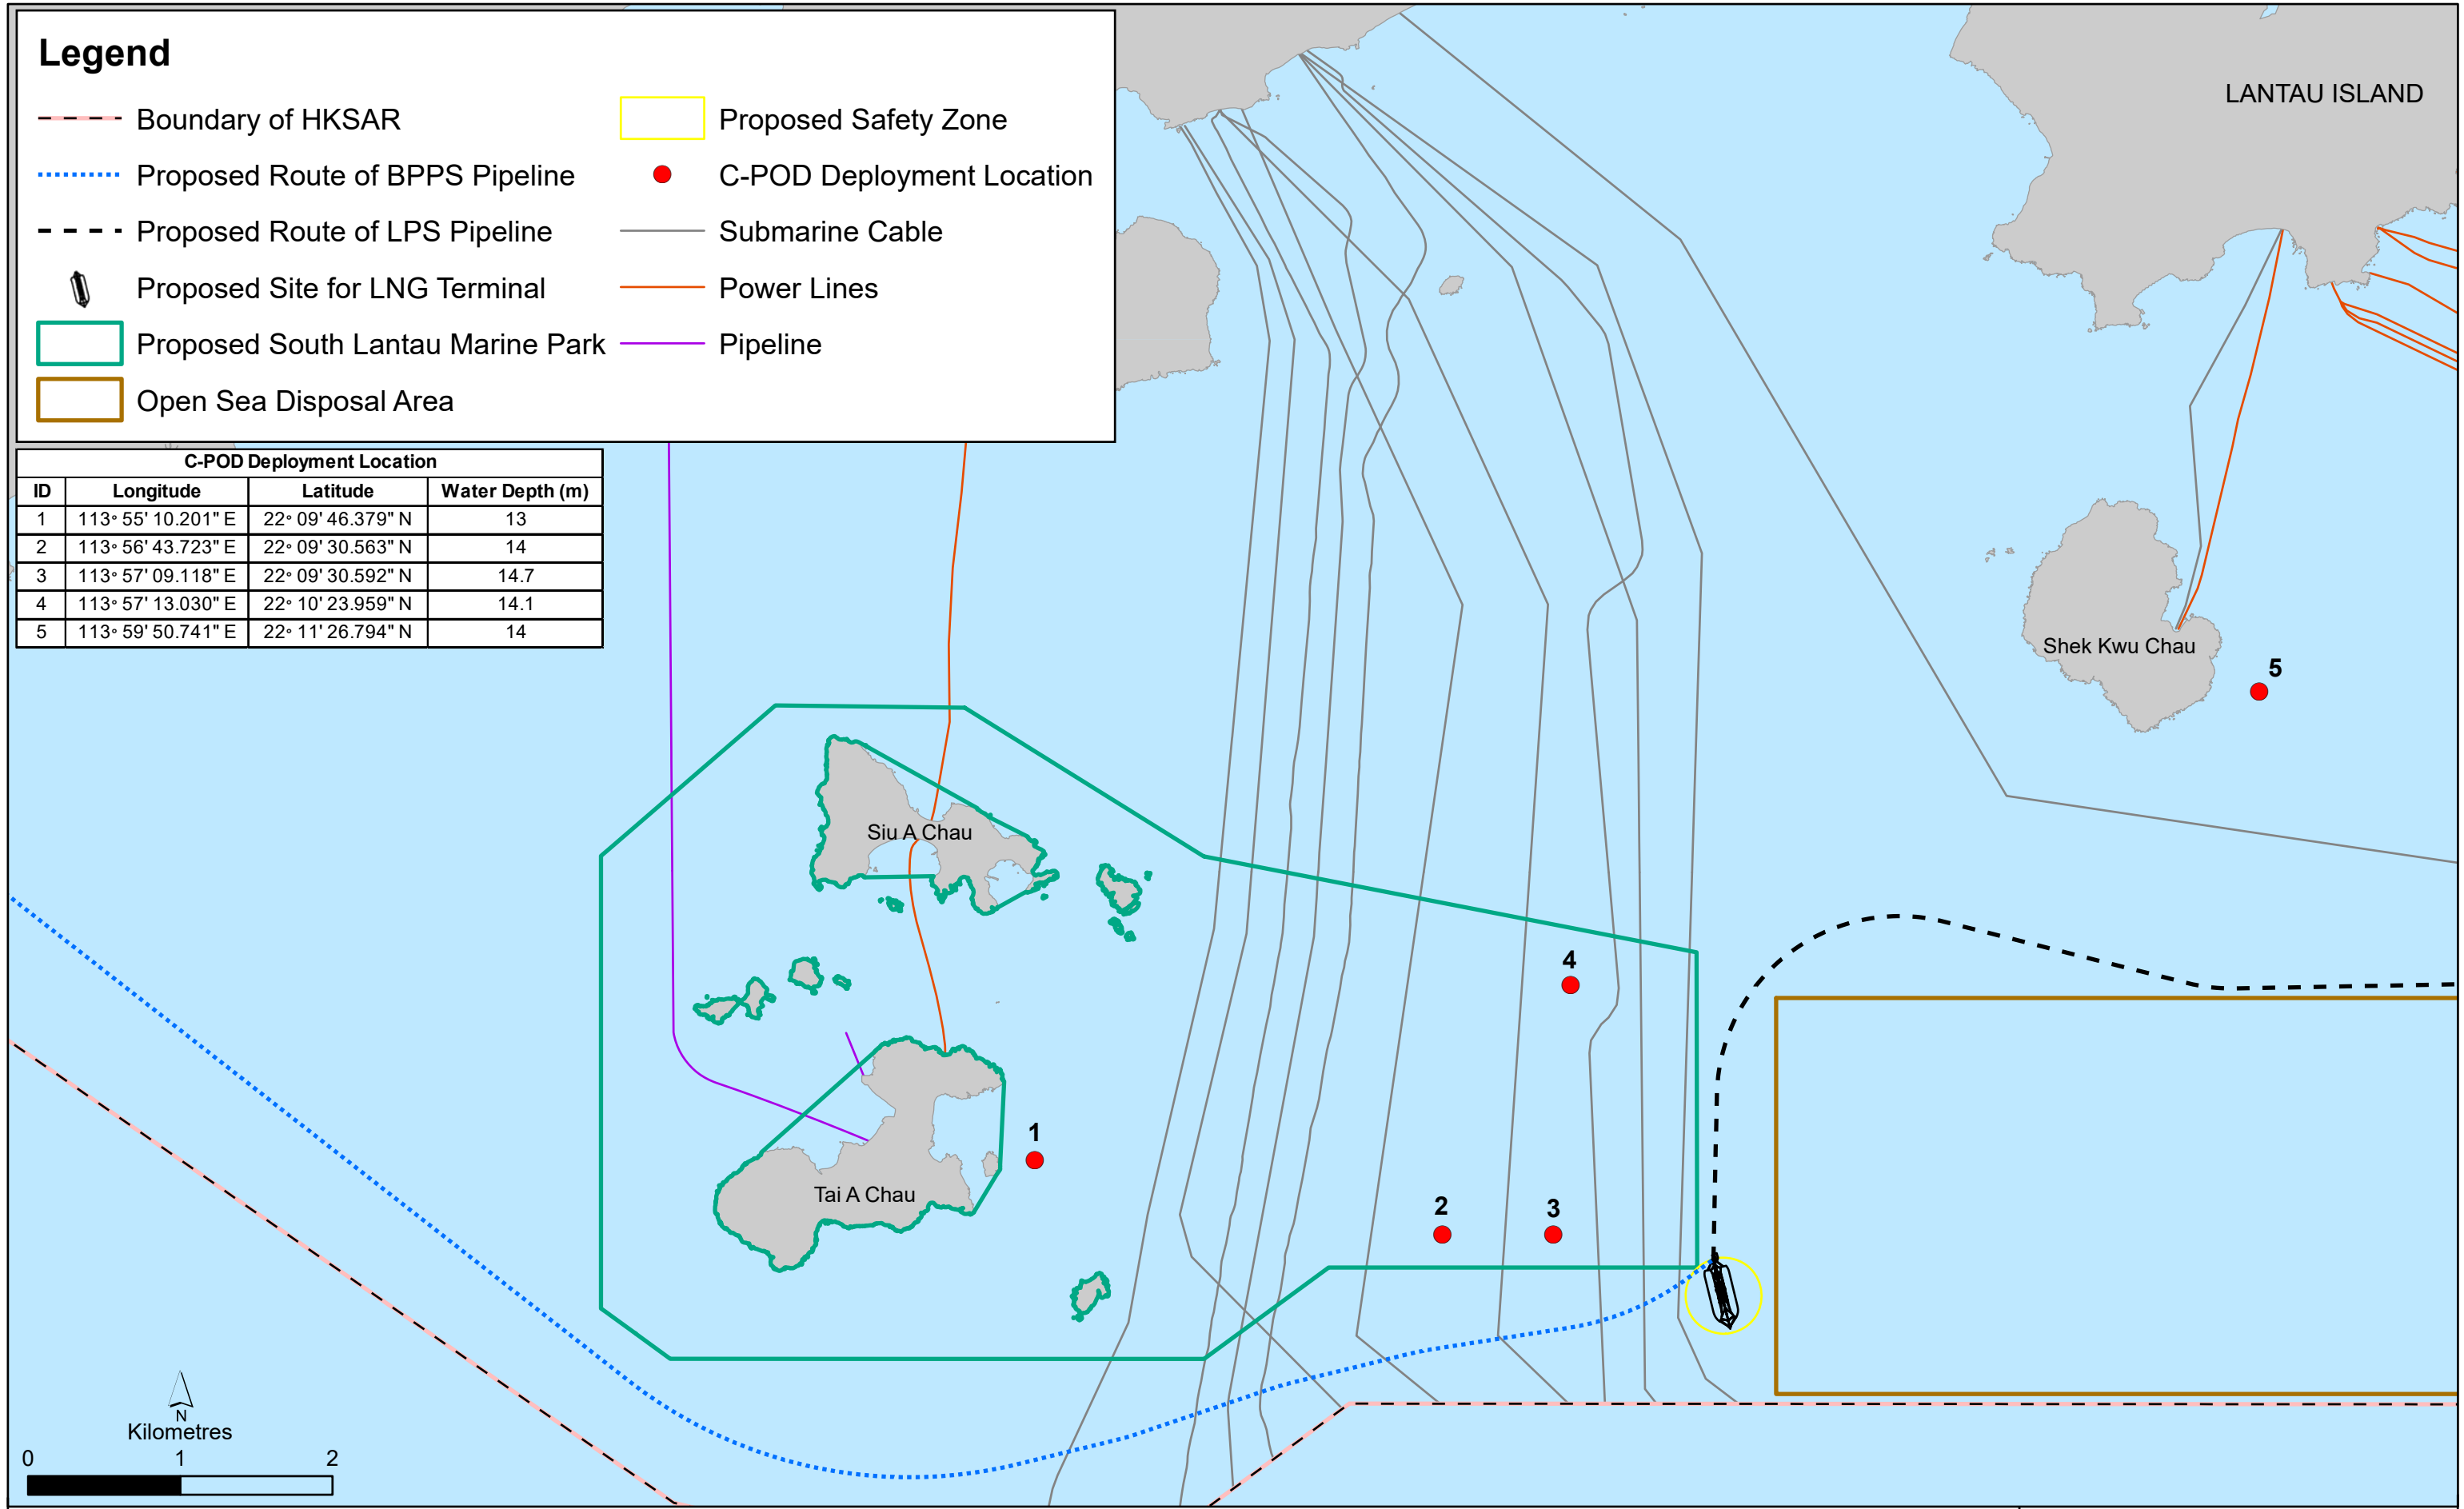 Legend
Boundary of HKSAR
Proposed Route of BPPS Pipeline
Proposed Route of LPS Pipeline
Proposed Site for LNG Terminal
Proposed South Lantau Marine Park
Open Sea Disposal Area
Proposed Safety Zone
C-POD Deployment Location
Submarine Cable
Power Lines
Pipeline
LANTAU ISLAND
C-POD Deployment Location
ID Longitude Latitude Water Depth (m)
1 113° 55' 10.201" E 22° 09' 46.379" N 13
2 113° 56' 43.723" E 22° 09' 30.563" N 14
3 113° 57' 09.118" E 22° 09' 30.592" N 14.7
4 113° 57' 13.030" E 22° 10' 23.959" N 14.1
5 113° 59' 50.741" E 22° 11' 26.794" N 14
Shek Kwu Chau
5
Siu A Chau
4
1
Tai A Chau
2
3
N
Kilometres
0 1 2